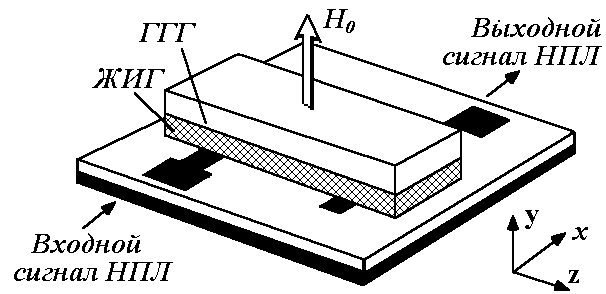 ГГГ
H₀
Выходной
сигнал НПЛ
ЖИГ
Входной
сигнал НПЛ
y
x
z